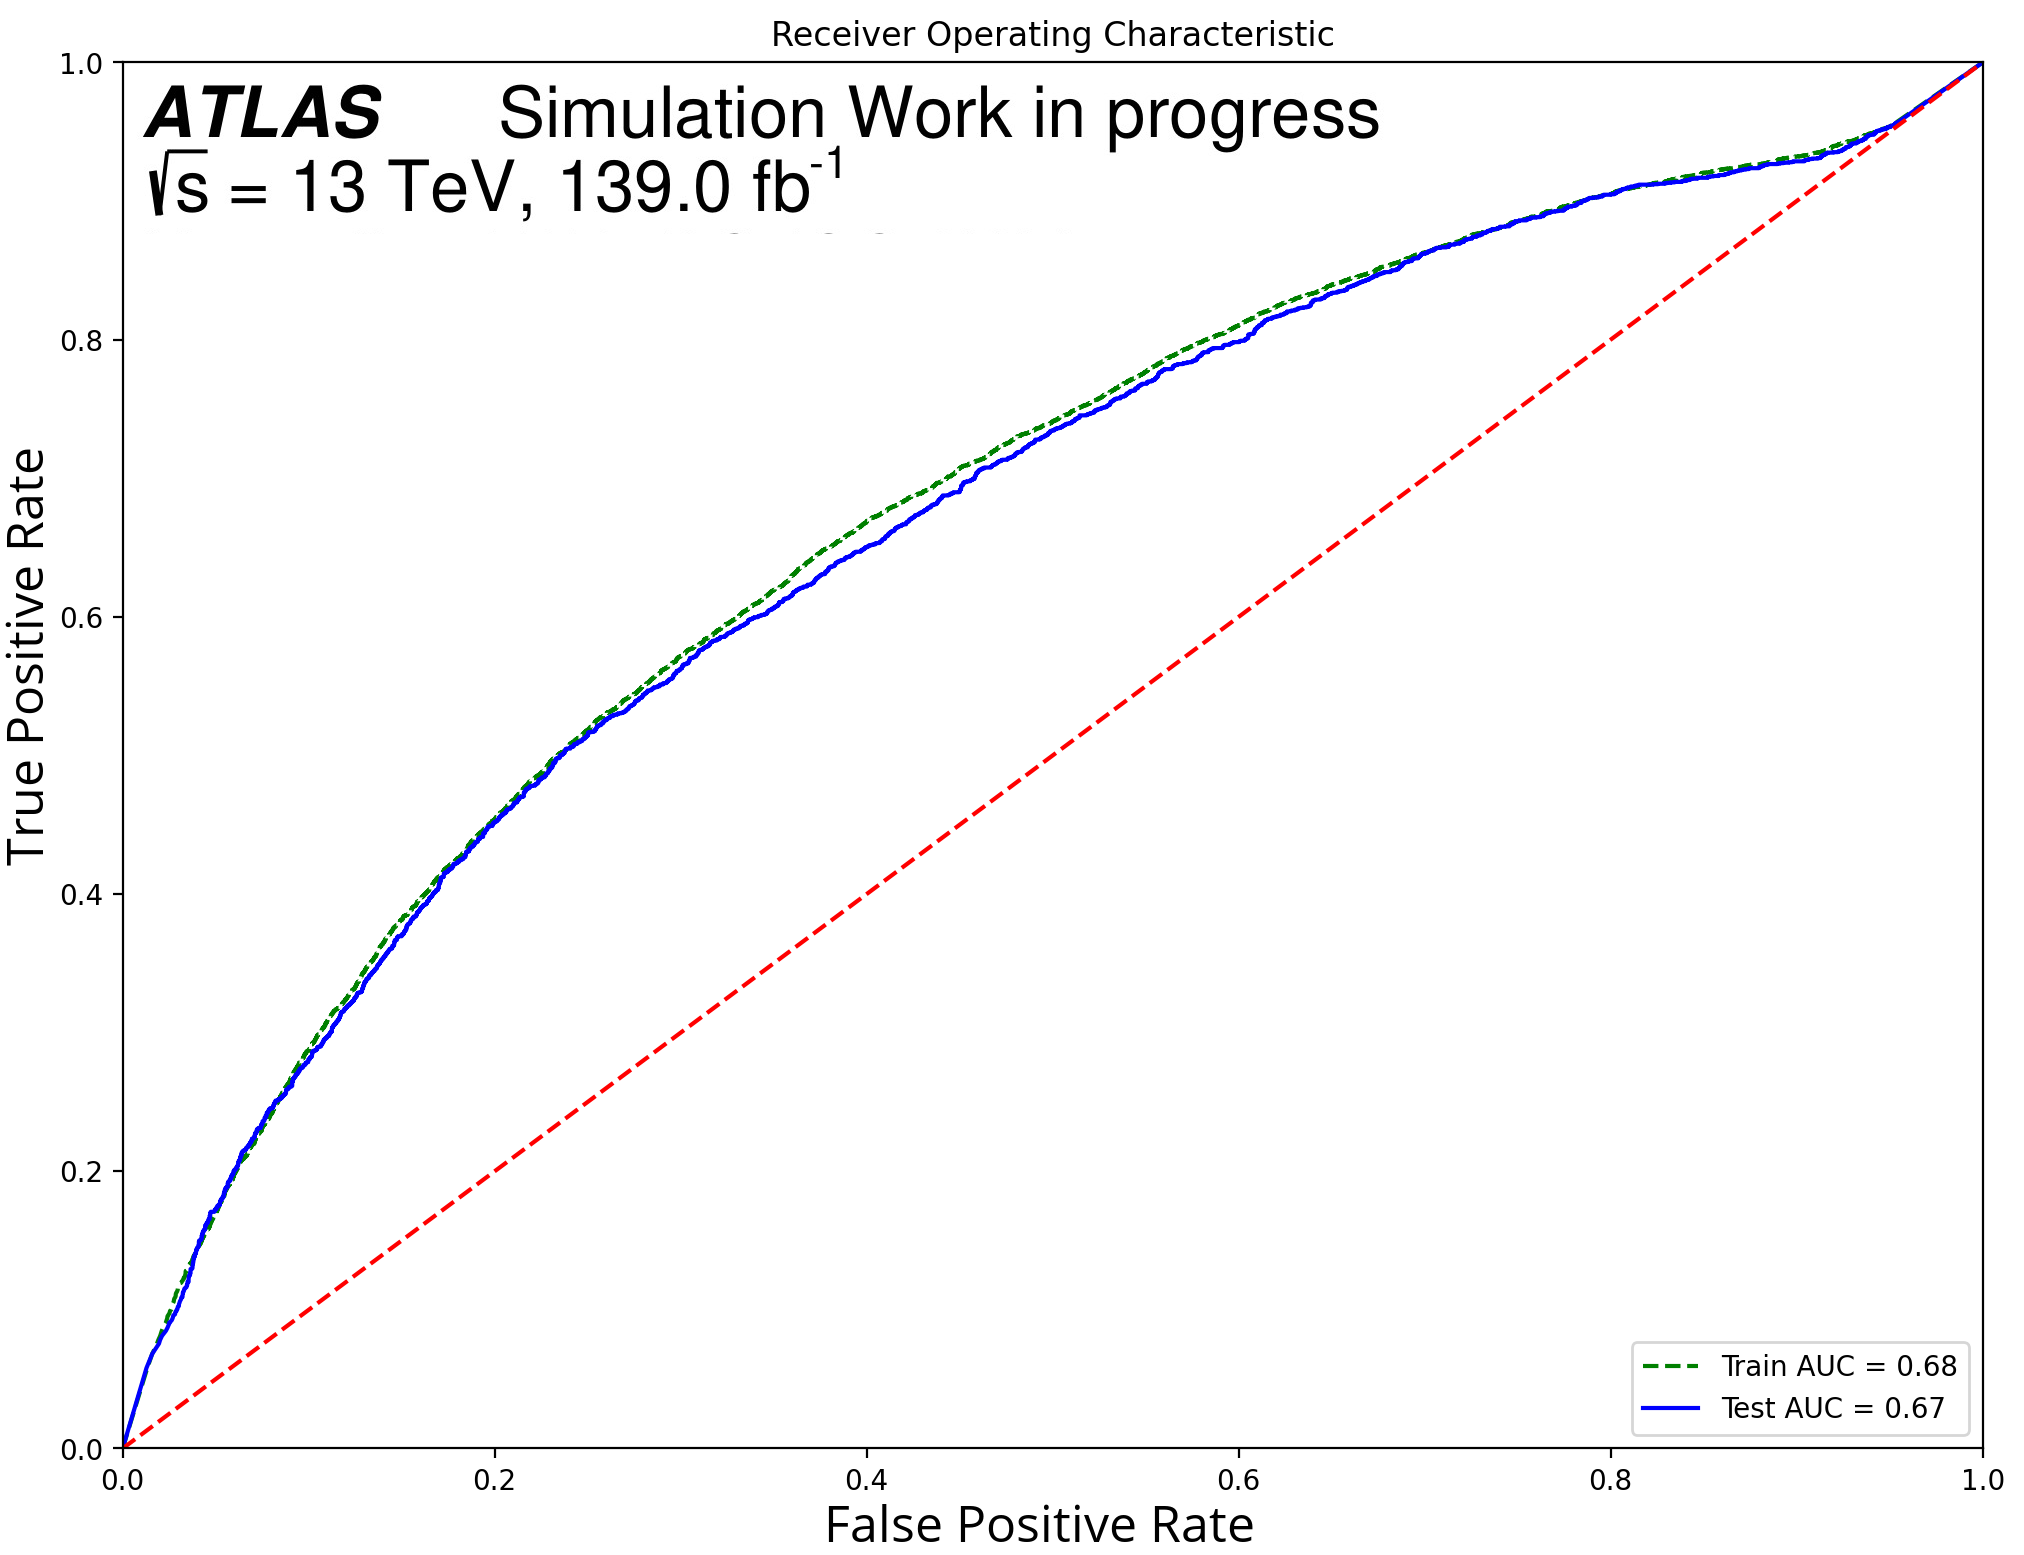 Receiver Operating Characteristic
ATLAS Simulation Work in progress
√s = 13 TeV, 139.0 fb⁻¹
True Positive Rate
1.0
0.8
0.6
0.4
0.2
0.0
Train AUC = 0.68
Test AUC = 0.67
0.0 0.2 0.4 0.6 0.8 1.0
False Positive Rate